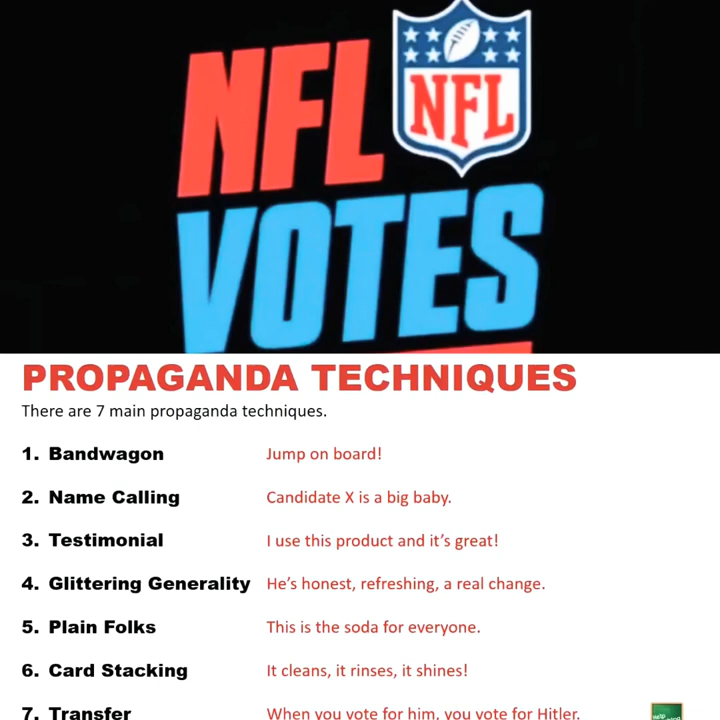 NFL
NFL
VOTES
PROPAGANDA TECHNIQUES
There are 7 main propaganda techniques.
1. Bandwagon Jump on board!
2. Name Calling Candidate X is a big baby.
3. Testimonial I use this product and it’s great!
4. Glittering Generality He’s honest, refreshing, a real change.
5. Plain Folks This is the soda for everyone.
6. Card Stacking It cleans, it rinses, it shines!
7. Transfer When you vote for him, you vote for Hitler.